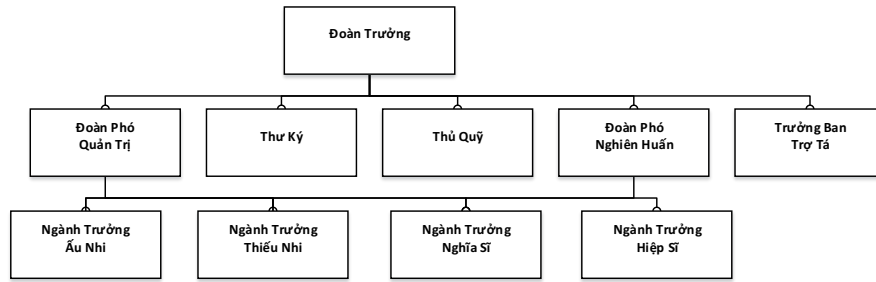 Đoàn Trưởng
Đoàn Phó
Quản Trị
Thư Ký
Thủ Quỹ
Đoàn Phó
Nghiên Huấn
Trưởng Ban
Trợ Tá
Ngành Trưởng
Ấu Nhi
Ngành Trưởng
Thiếu Nhi
Ngành Trưởng
Nghĩa Sĩ
Ngành Trưởng
Hiệp Sĩ